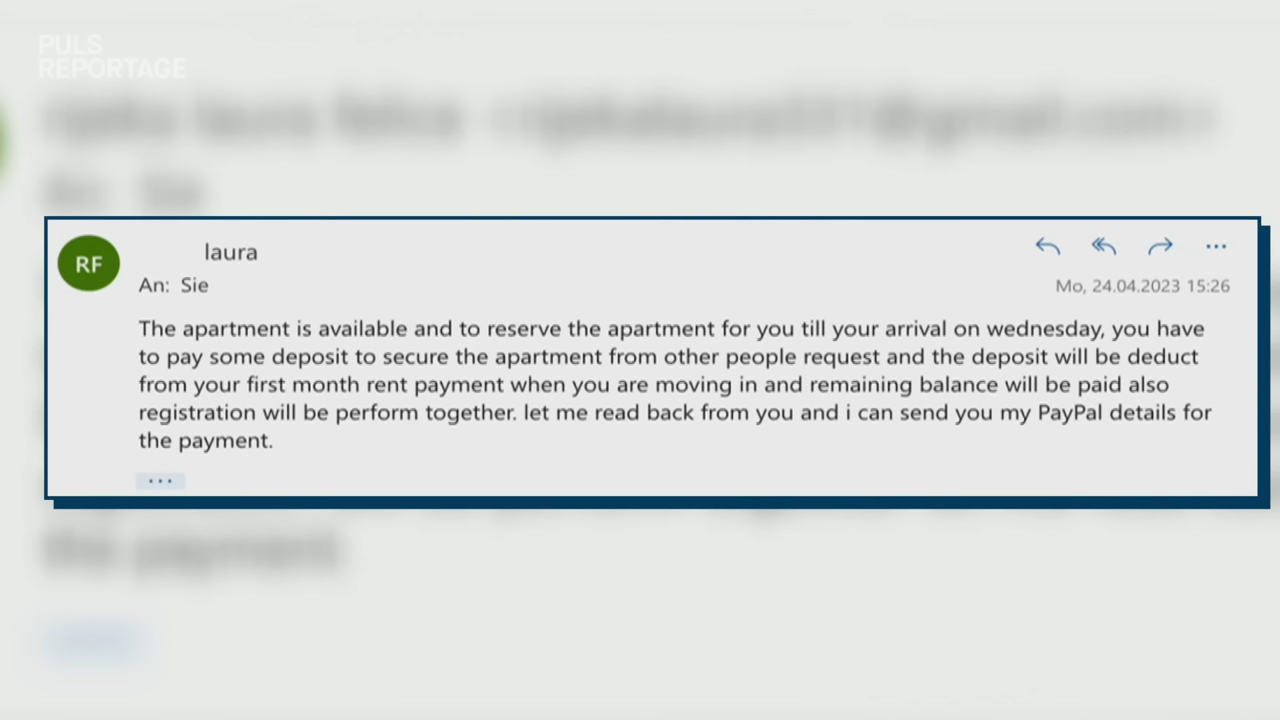 PULS
REPORTAGE
RF
laura
An: Sie
Mo, 24.04.2023 15:26
The apartment is available and to reserve the apartment for you till your arrival on wednesday, you have
to pay some deposit to secure the apartment from other people request and the deposit will be deduct
from your first month rent payment when you are moving in and remaining balance will be paid also
registration will be perform together. let me read back from you and i can send you my PayPal details for
the payment.
An: Sie
the payment.